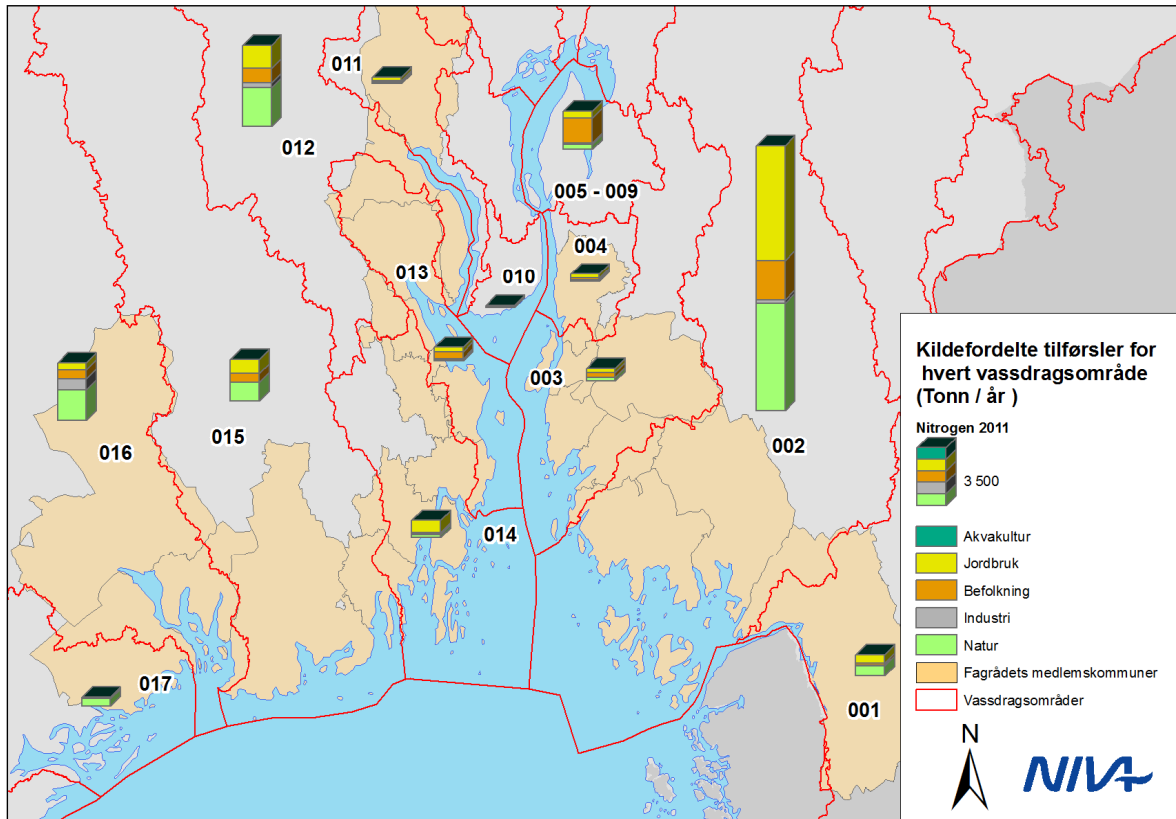 011
012
005 - 009
004
013
010
003
016
015
002
014
017
001
Kildefordelte tilførsler for
hvert vassdragsområde
(Tonn / år )
Nitrogen 2011
3 500
Akvakultur
Jordbruk
Befolkning
Industri
Natur
Fagrådets medlemskommuner
Vassdragsområder
N
NIVA